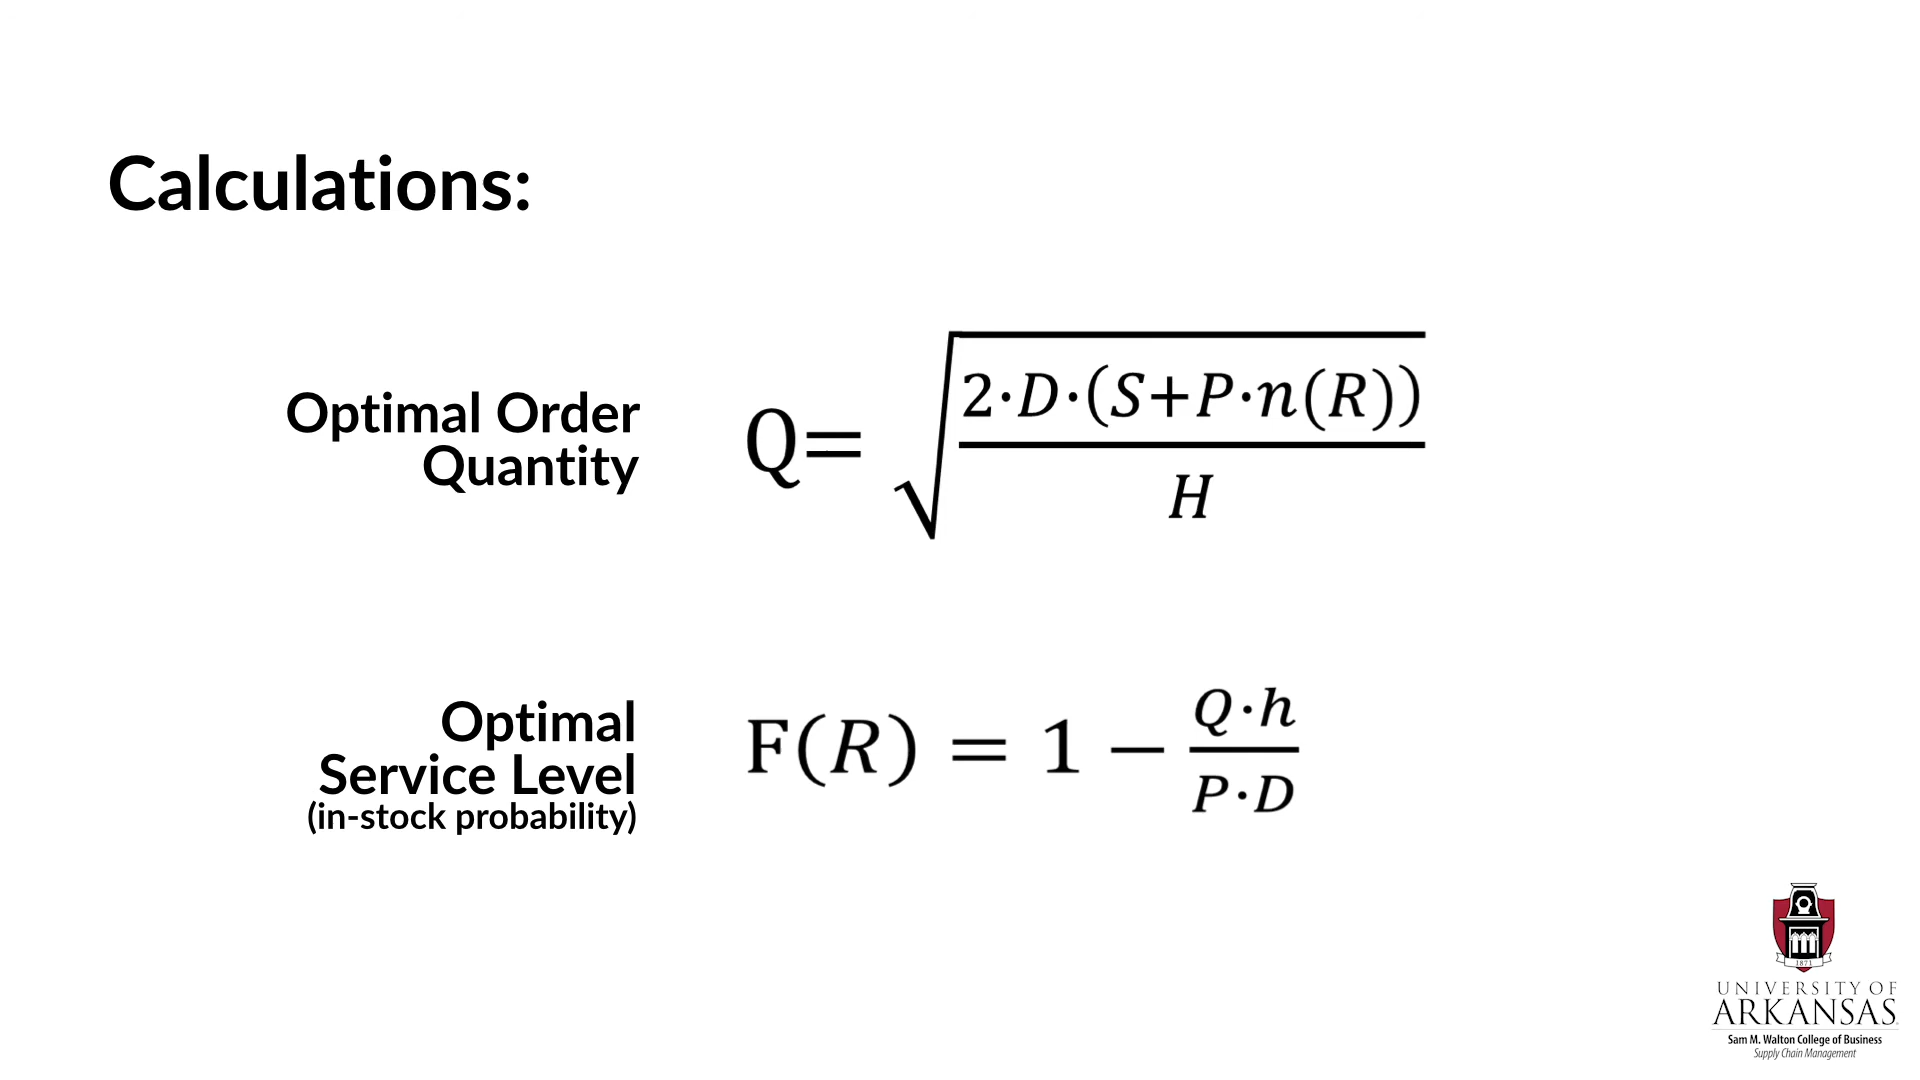 Calculations:
Optimal Order
Quantity
Q= √(2·D·(S+P·n(R))/H)
Optimal
Service Level
(in-stock probability)
F(R) = 1 − Q·h/P·D
1871
UNIVERSITY OF
ARKANSAS
Sam M. Walton College of Business
Supply Chain Management